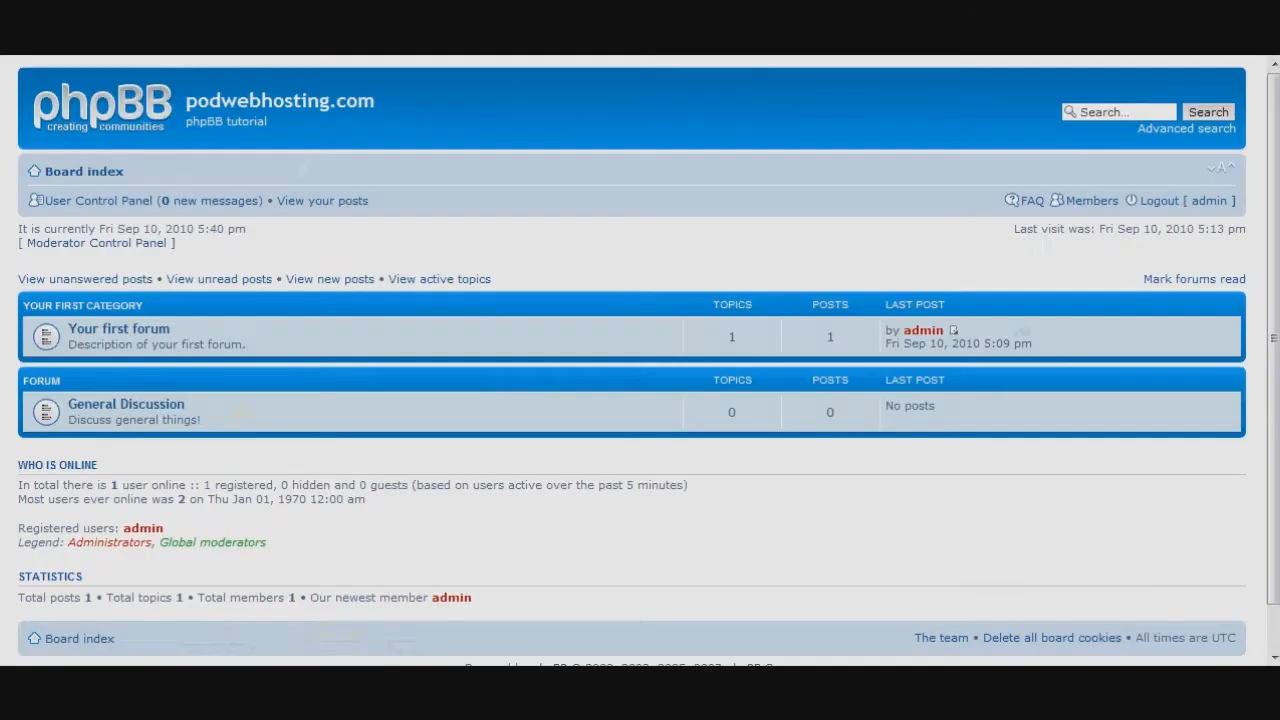 phpBB
creating communities
podwebhosting.com
phpBB tutorial
Search...
Search
Advanced search
Board index
A
User Control Panel (0 new messages) • View your posts
FAQ Members Logout [ admin ]
It is currently Fri Sep 10, 2010 5:40 pm
Last visit was: Fri Sep 10, 2010 5:13 pm
[ Moderator Control Panel ]
View unanswered posts • View unread posts • View new posts • View active topics
Mark forums read
YOUR FIRST CATEGORY TOPICS POSTS LAST POST
Your first forum
Description of your first forum.
1 1
by admin
Fri Sep 10, 2010 5:09 pm
FORUM TOPICS POSTS LAST POST
General Discussion
Discuss general things!
0 0
No posts
WHO IS ONLINE
In total there is 1 user online :: 1 registered, 0 hidden and 0 guests (based on users active over the past 5 minutes)
Most users ever online was 2 on Thu Jan 01, 1970 12:00 am
Registered users: admin
Legend: Administrators, Global moderators
STATISTICS
Total posts 1 • Total topics 1 • Total members 1 • Our newest member admin
Board index
The team • Delete all board cookies • All times are UTC